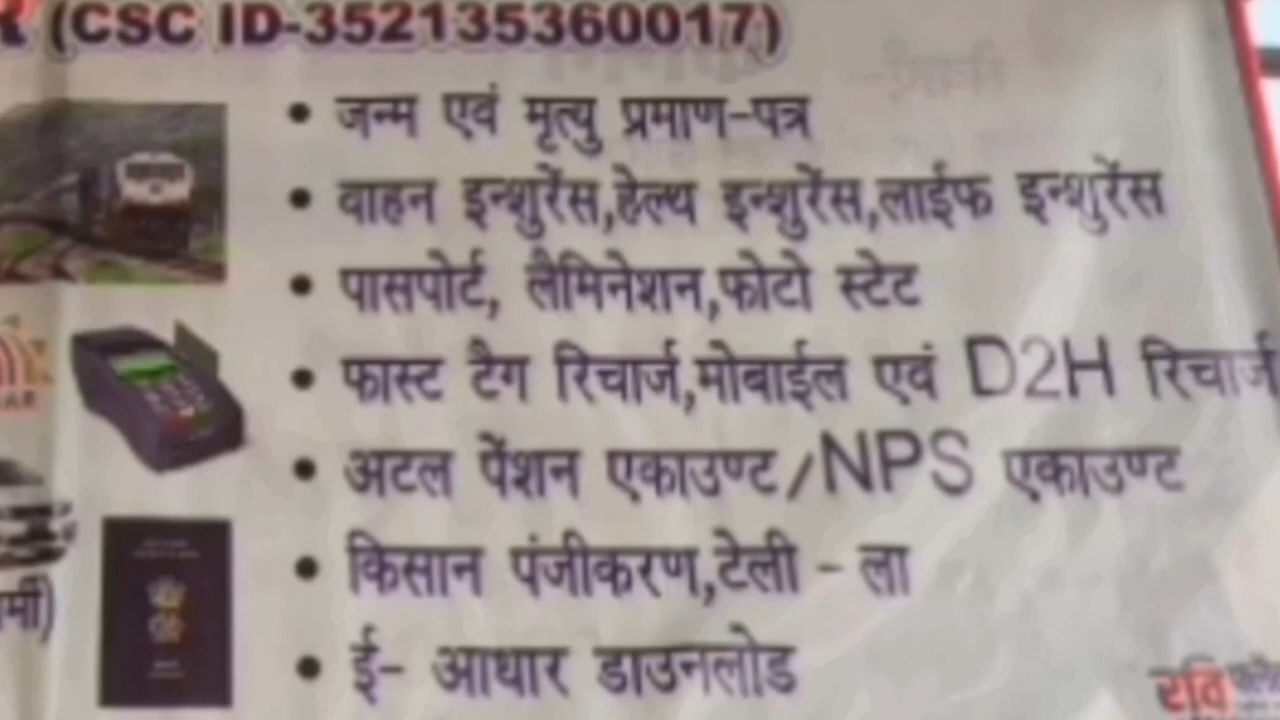 (CSC ID-352135360017)
• जन्म एवं मृत्यु प्रमाण-पत्र
• वाहन इन्शुरेंस,हेल्थ इन्शुरेंस,लाईफ इन्शुरेंस
• पासपोर्ट, लैमिनेशन,फोटो स्टेट
• फास्ट टैग रिचार्ज,मोबाईल एवं D2H रिचार्ज
• अटल पेंशन एकाउण्ट/NPS एकाउण्ट
• किसान पंजीकरण,टेली - ला
• ई- आधार डाउनलोड
रवि